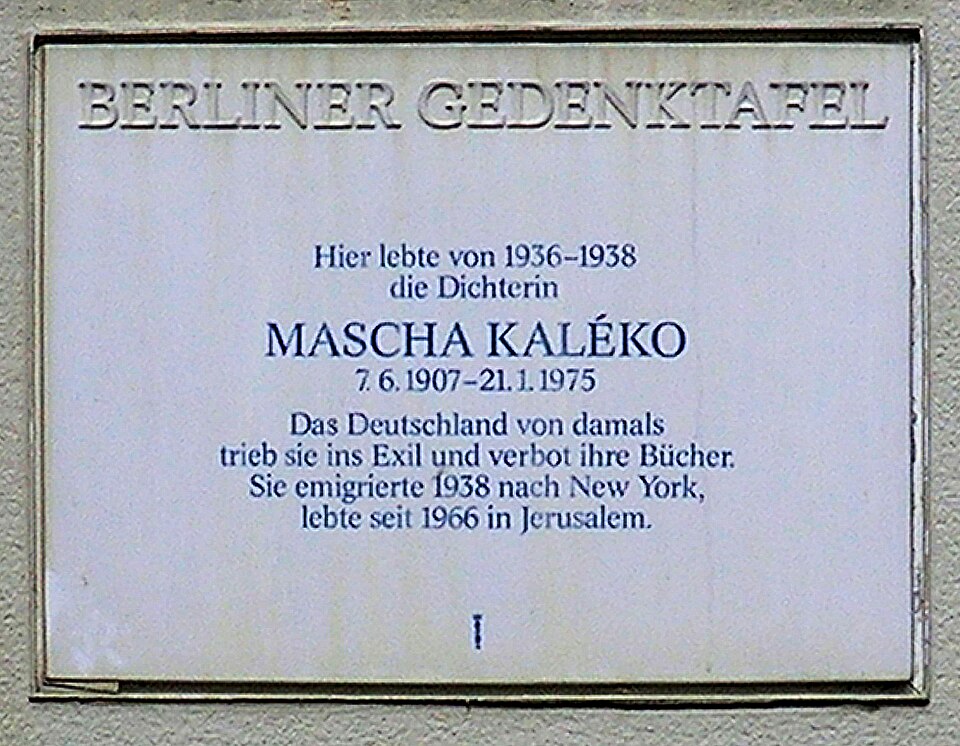 BERLINER GEDENKTAFEL
Hier lebte von 1936–1938
die Dichterin
MASCHA KALÉKO
7. 6. 1907–21. 1. 1975
Das Deutschland von damals
trieb sie ins Exil und verbot ihre Bücher.
Sie emigrierte 1938 nach New York,
lebte seit 1966 in Jerusalem.